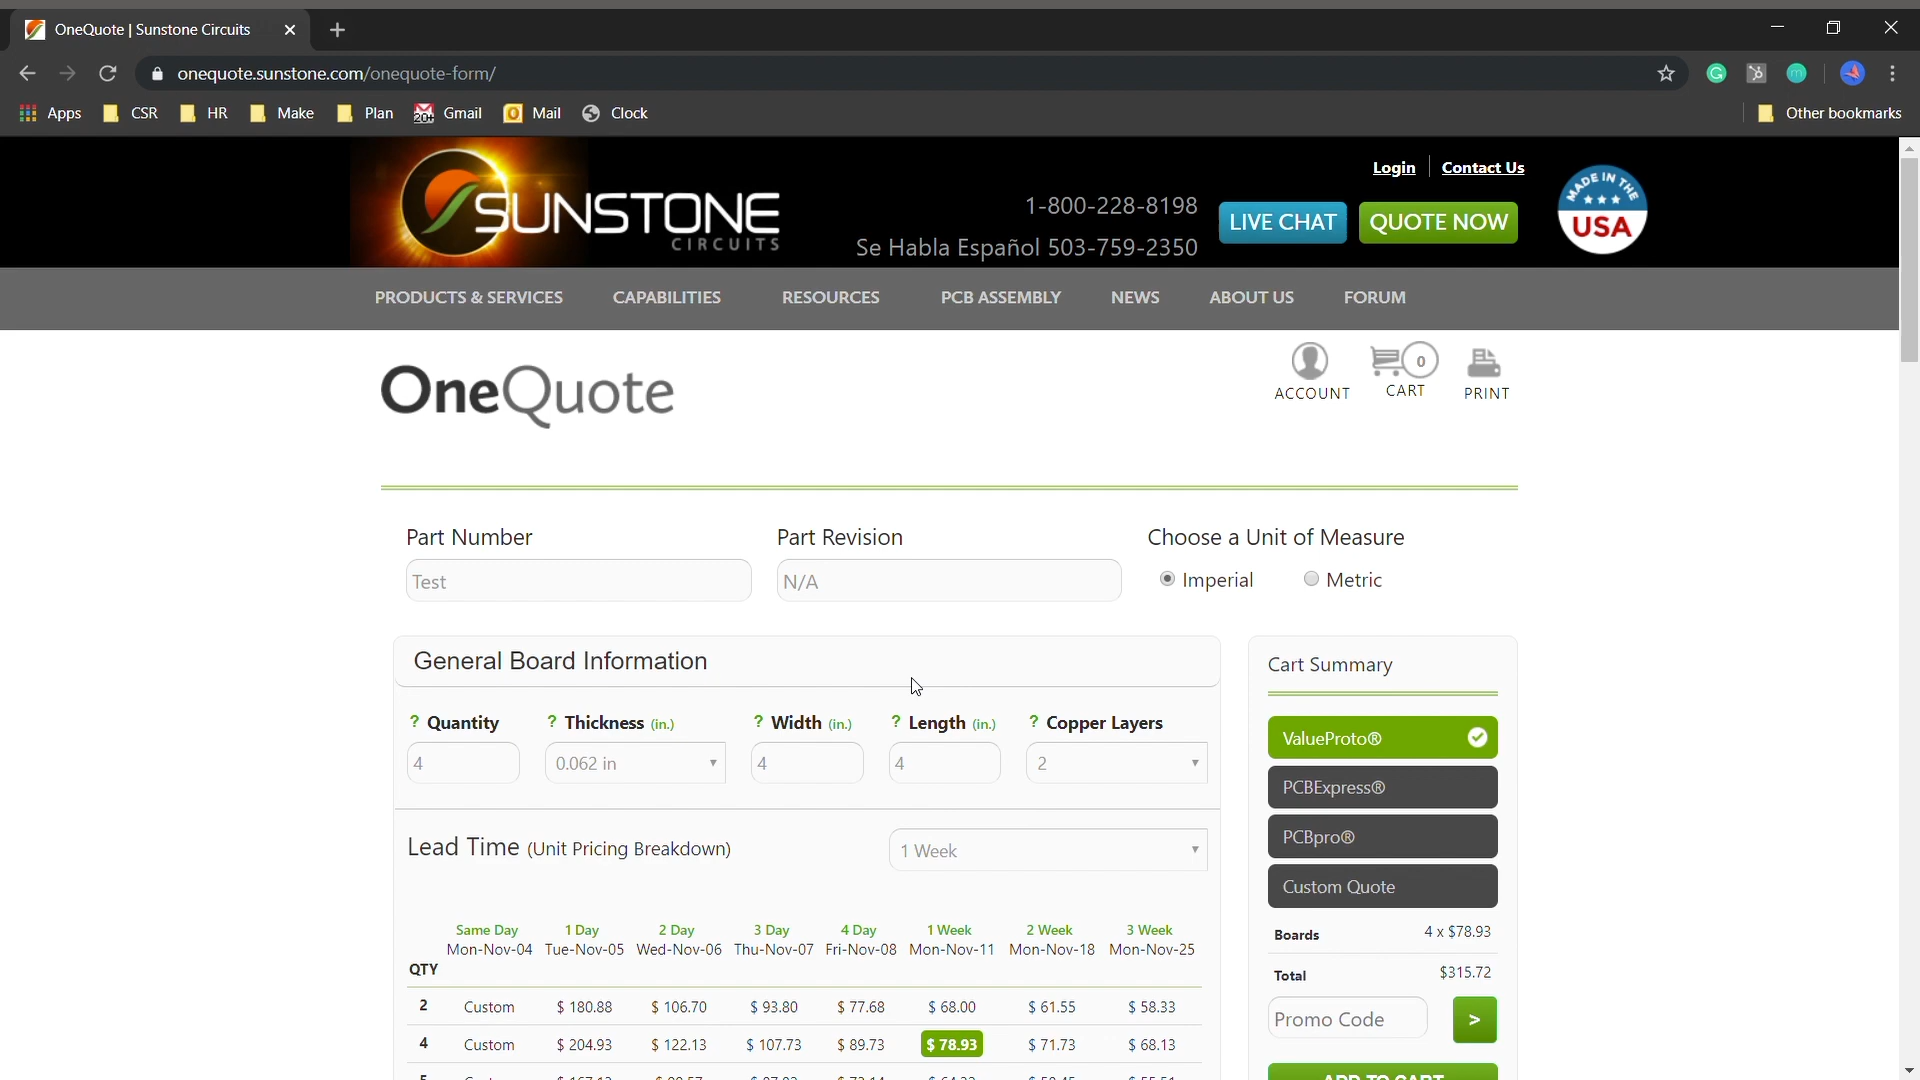 OneQuote | Sunstone Circuits
onequote.sunstone.com/onequote-form/
Apps CSR HR Make Plan 20+ Gmail Mail Clock Other bookmarks
Login Contact Us
SUNSTONE CIRCUITS
1-800-228-8198
Se Habla Español 503-759-2350
LIVE CHAT QUOTE NOW
MADE IN THE USA
PRODUCTS & SERVICES CAPABILITIES RESOURCES PCB ASSEMBLY NEWS ABOUT US FORUM
OneQuote
ACCOUNT 0 CART PRINT
Part Number Part Revision Choose a Unit of Measure
Test N/A Imperial Metric
General Board Information
? Quantity ? Thickness (in.) ? Width (in.) ? Length (in.) ? Copper Layers
4 0.062 in 4 4 2
Lead Time (Unit Pricing Breakdown) 1 Week
Same Day 1 Day 2 Day 3 Day 4 Day 1 Week 2 Week 3 Week
Mon-Nov-04 Tue-Nov-05 Wed-Nov-06 Thu-Nov-07 Fri-Nov-08 Mon-Nov-11 Mon-Nov-18 Mon-Nov-25
QTY
2 Custom $ 180.88 $ 106.70 $ 93.80 $ 77.68 $ 68.00 $ 61.55 $ 58.33
4 Custom $ 204.93 $ 122.13 $ 107.73 $ 89.73 $ 78.93 $ 71.73 $ 68.13
Cart Summary
ValueProto®
PCBExpress®
PCBpro®
Custom Quote
Boards 4 x $78.93
Total $315.72
Promo Code >
ADD TO CART